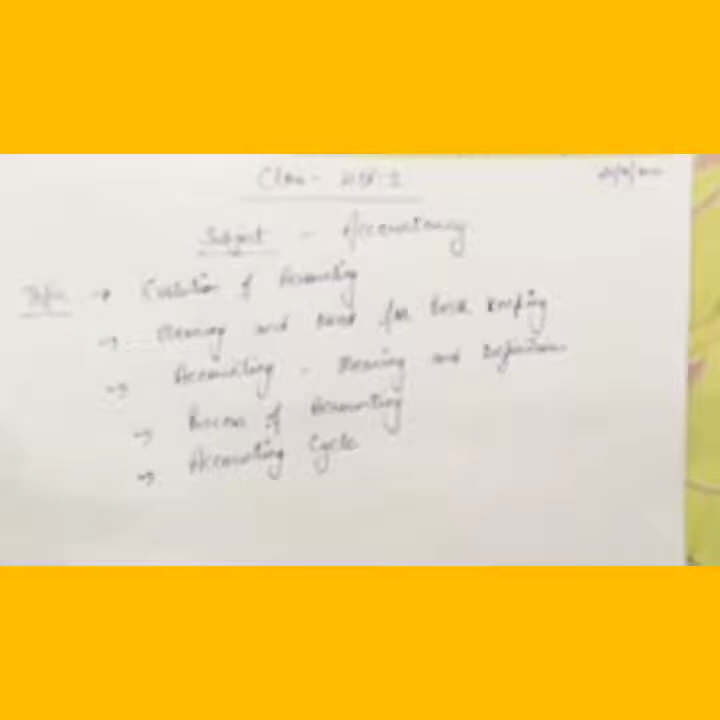 Class -
Subject - Accountancy
Topic → Evolution of Accounting
→ Meaning and Need for Book Keeping
→ Accounting - Meaning and Definition
→ Process of Accounting
→ Accounting Cycle